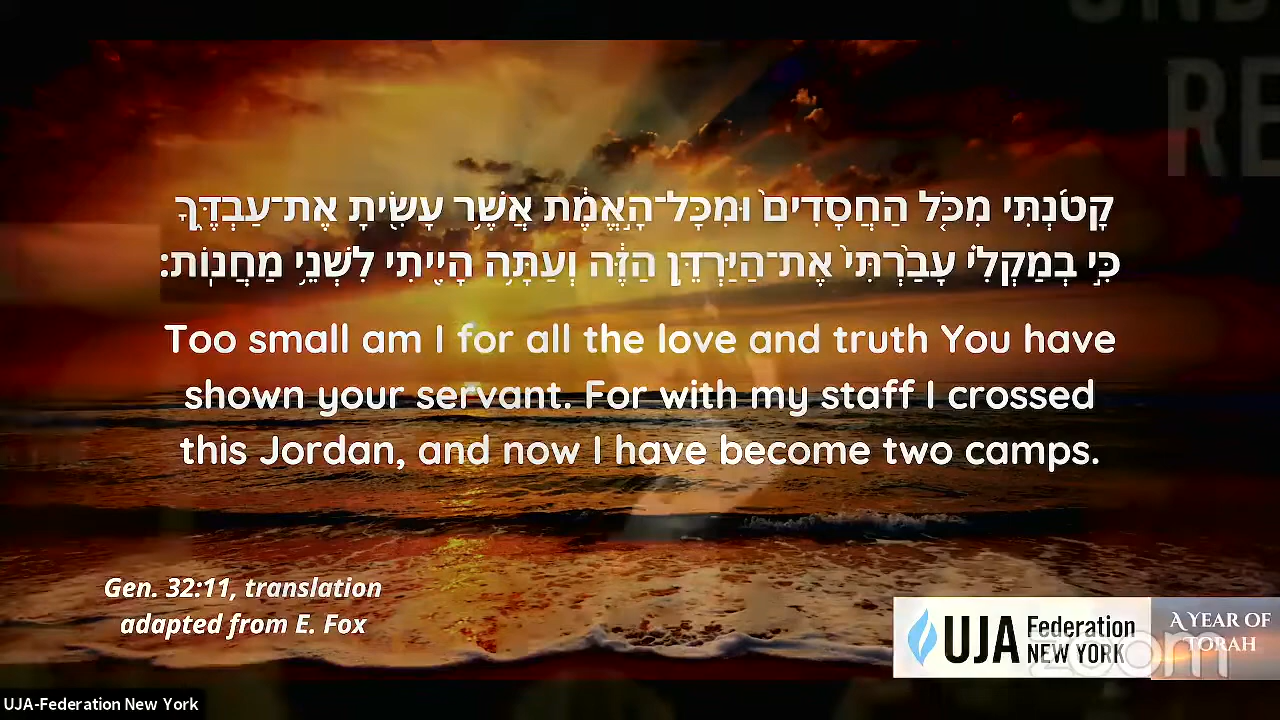 קָטֹ֜נְתִּי מִכֹּ֤ל הַחֲסָדִים֙ וּמִכָּל־הָ֣אֱמֶ֔ת אֲשֶׁ֥ר עָשִׂ֖יתָ אֶת־עַבְדֶּ֑ךָ
כִּ֣י בְמַקְלִ֗י עָבַ֙רְתִּי֙ אֶת־הַיַּרְדֵּ֣ן הַזֶּ֔ה וְעַתָּ֥ה הָיִ֖יתִי לִשְׁנֵ֥י מַחֲנֽוֹת׃
Too small am I for all the love and truth You have
shown your servant. For with my staff I crossed
this Jordan, and now I have become two camps.
Gen. 32:11, translation
adapted from E. Fox
UJA Federation
NEW YORK
A YEAR OF
TORAH
zoom
UJA-Federation New York